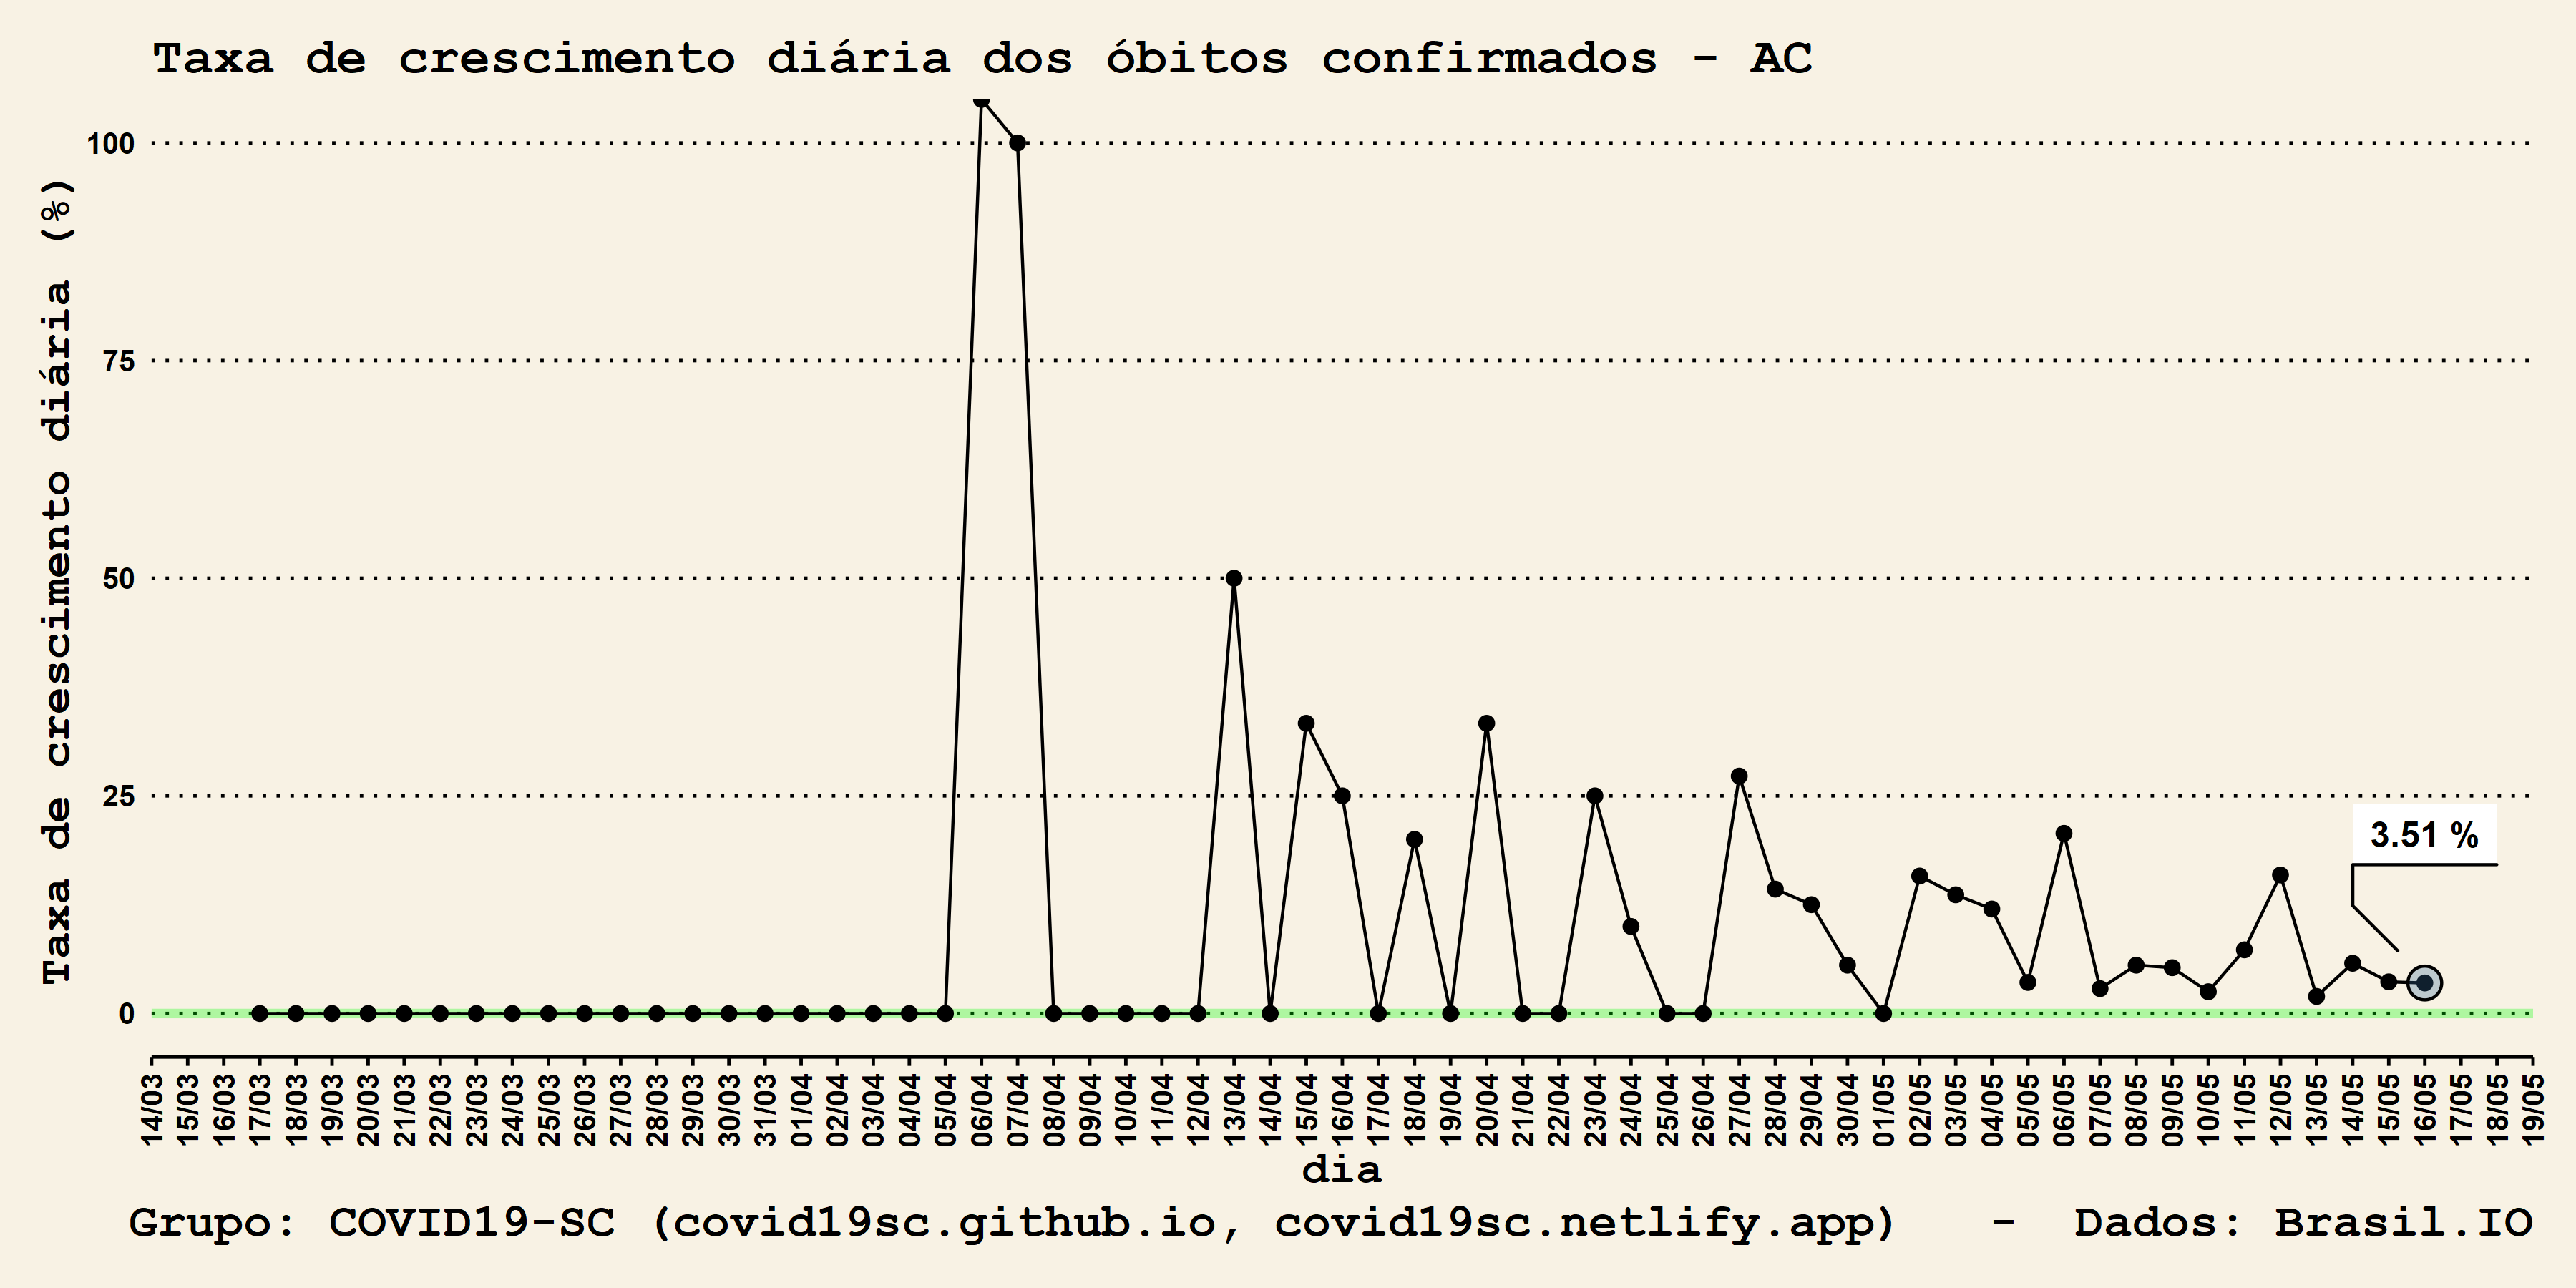 Taxa de crescimento diária dos óbitos confirmados - AC
Taxa de crescimento diária (%)
100
75
50
25
0
3.51 %
14/03 15/03 16/03 17/03 18/03 19/03 20/03 21/03 22/03 23/03 24/03 25/03 26/03 27/03 28/03 29/03 30/03 31/03 01/04 02/04 03/04 04/04 05/04 06/04 07/04 08/04 09/04 10/04 11/04 12/04 13/04 14/04 15/04 16/04 17/04 18/04 19/04 20/04 21/04 22/04 23/04 24/04 25/04 26/04 27/04 28/04 29/04 30/04 01/05 02/05 03/05 04/05 05/05 06/05 07/05 08/05 09/05 10/05 11/05 12/05 13/05 14/05 15/05 16/05 17/05 18/05 19/05
dia
Grupo: COVID19-SC (covid19sc.github.io, covid19sc.netlify.app) - Dados: Brasil.IO